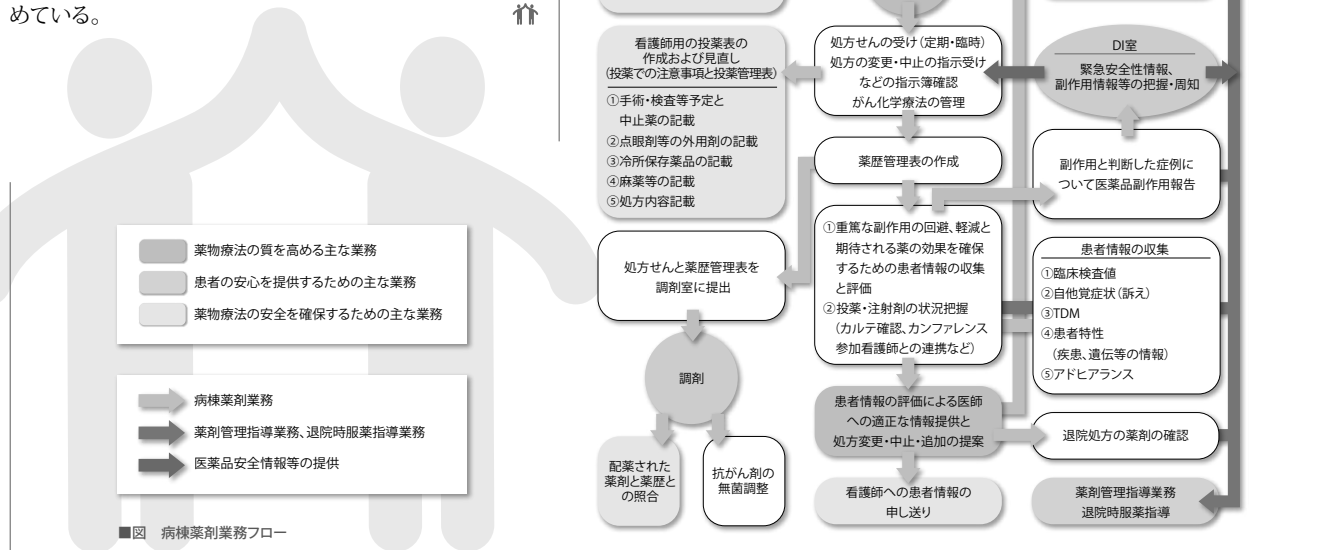 めている。
薬物療法の質を高める主な業務
患者の安心を提供するための主な業務
薬物療法の安全を確保するための主な業務
病棟薬剤業務
薬剤管理指導業務、退院時服薬指導業務
医薬品安全情報等の提供
■図 病棟薬剤業務フロー
看護師用の投薬表の
作成および見直し
(投薬での注意事項と投薬管理表)
①手術・検査等予定と
中止薬の記載
②点眼剤等の外用剤の記載
③冷所保存薬品の記載
④麻薬等の記載
⑤処方内容記載
処方せんと薬歴管理表を
調剤室に提出
調剤
配薬された
薬剤と薬歴と
の照合
抗がん剤の
無菌調整
処方せんの受け(定期・臨時)
処方の変更・中止の指示受け
などの指示簿確認
がん化学療法の管理
薬歴管理表の作成
①重篤な副作用の回避、軽減と
期待される薬の効果を確保
するための患者情報の収集
と評価
②投薬・注射剤の状況把握
(カルテ確認、カンファレンス
参加看護師との連携など)
患者情報の評価による医師
への適正な情報提供と
処方変更・中止・追加の提案
看護師への患者情報の
申し送り
DI室
緊急安全性情報、
副作用情報等の把握・周知
副作用と判断した症例に
ついて医薬品副作用報告
患者情報の収集
①臨床検査値
②自他覚症状(訴え)
③TDM
④患者特性
(疾患、遺伝等の情報)
⑤アドヒアランス
退院処方の薬剤の確認
薬剤管理指導業務
退院時服薬指導